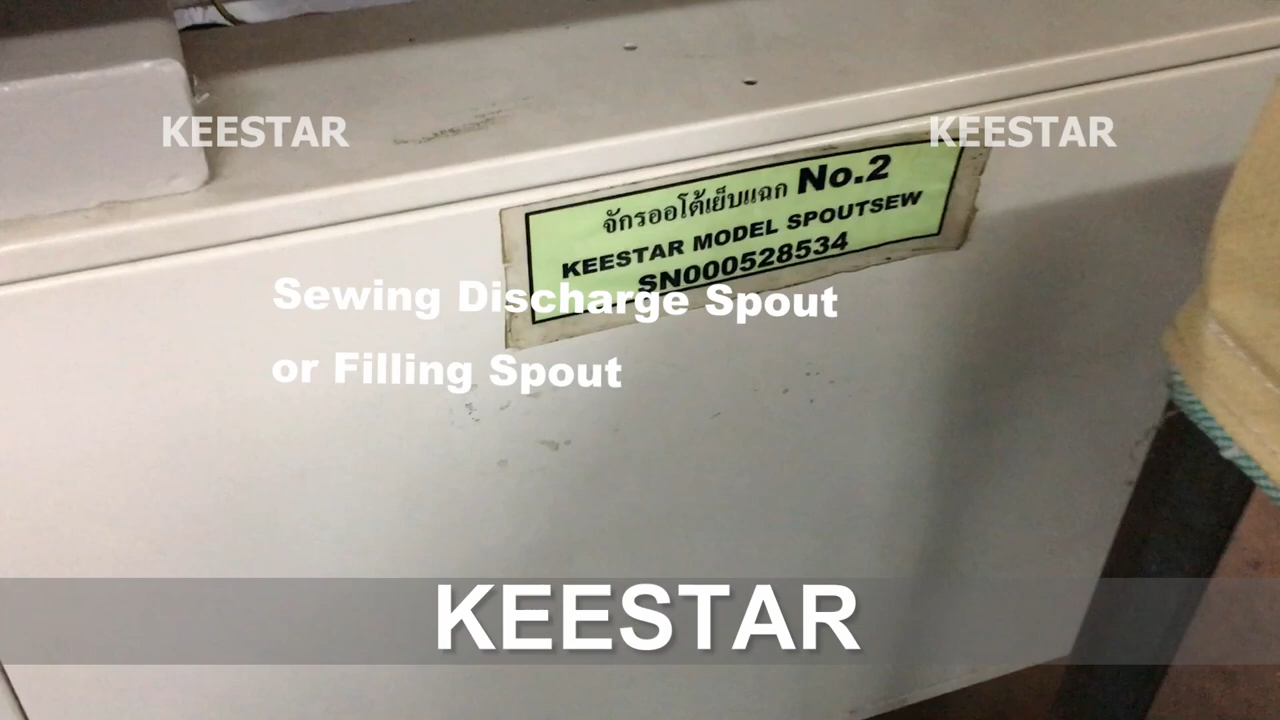 KEESTAR
KEESTAR
จักรออโต้เย็บแฉก No.2
KEESTAR MODEL SPOUTSEW
SN000528534
Sewing Discharge Spout
or Filling Spout
KEESTAR